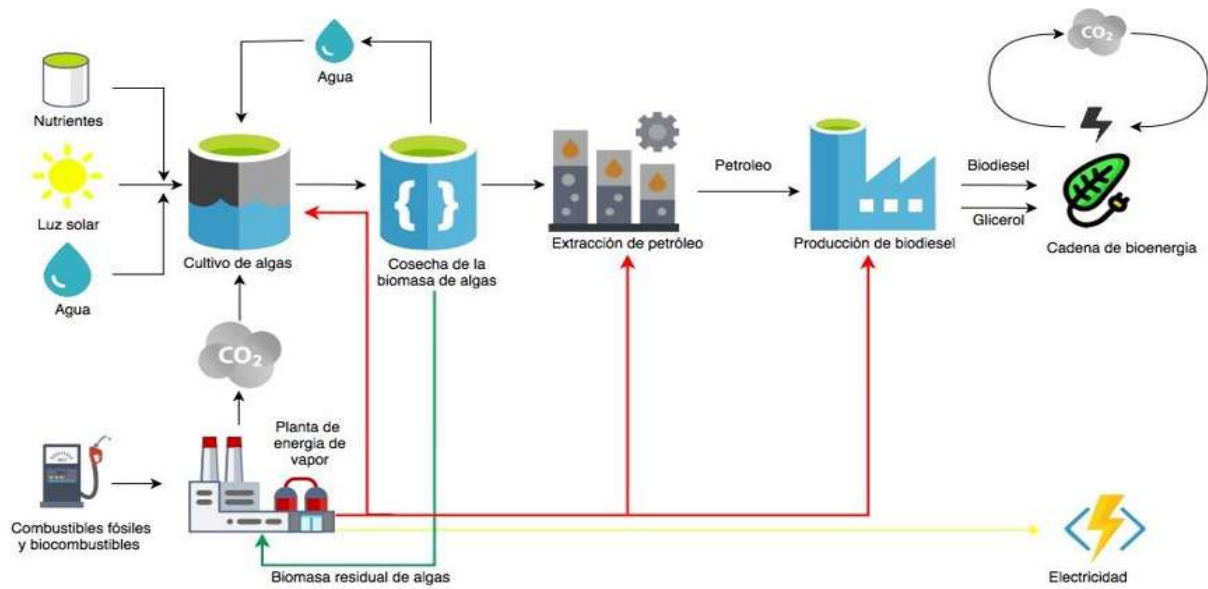 CO₂
Agua
Nutrientes
Petroleo
Biodiesel
Luz solar
Glicerol
{ }
Extracción de petróleo
Producción de biodiesel
Cadena de bioenergia
Cultivo de algas
Cosecha de la
biomasa de algas
Agua
CO₂
Planta de
energia de
vapor
Combustibles fósiles
y biocombustibles
Biomasa residual de algas
Electricidad